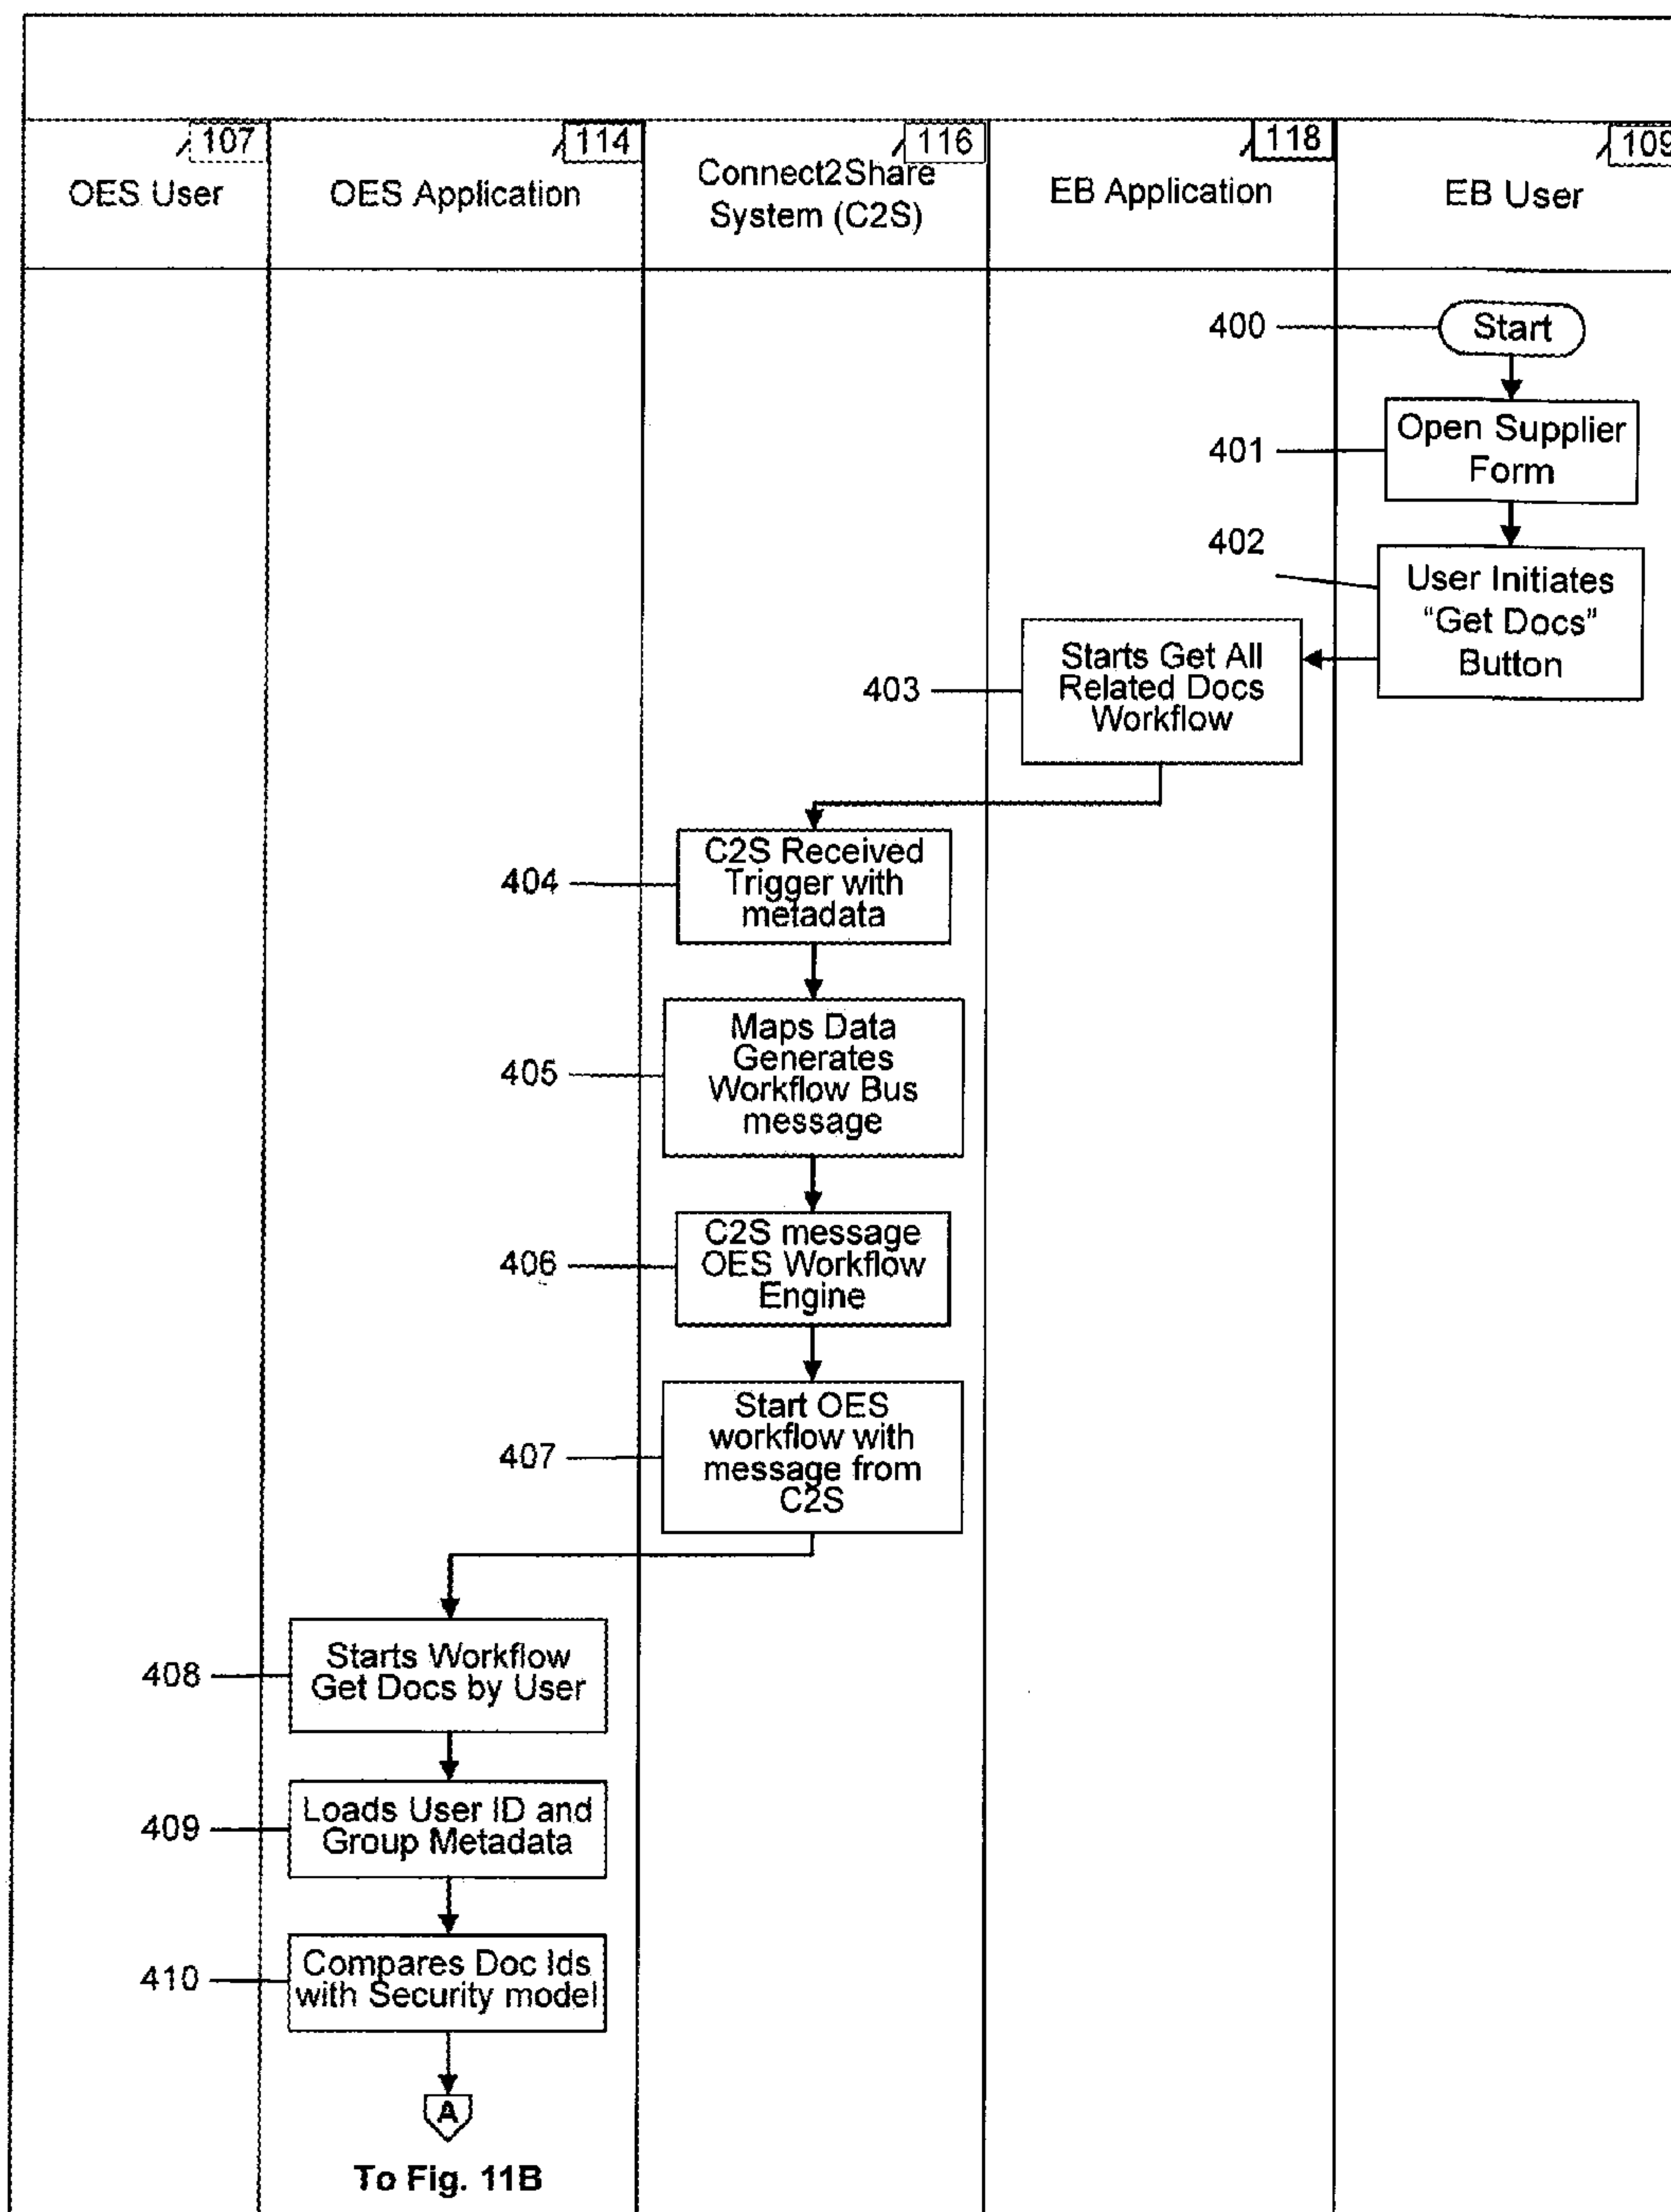 107
OES User
114
OES Application
116
Connect2Share
System (C2S)
118
EB Application
109
EB User
400
Start
401
Open Supplier
Form
402
User Initiates
“Get Docs”
Button
403
Starts Get All
Related Docs
Workflow
404
C2S Received
Trigger with
metadata
405
Maps Data
Generates
Workflow Bus
message
406
C2S message
OES Workflow
Engine
407
Start OES
workflow with
message from
C2S
408
Starts Workflow
Get Docs by User
409
Loads User ID and
Group Metadata
410
Compares Doc Ids
with Security model
A
To Fig. 11B